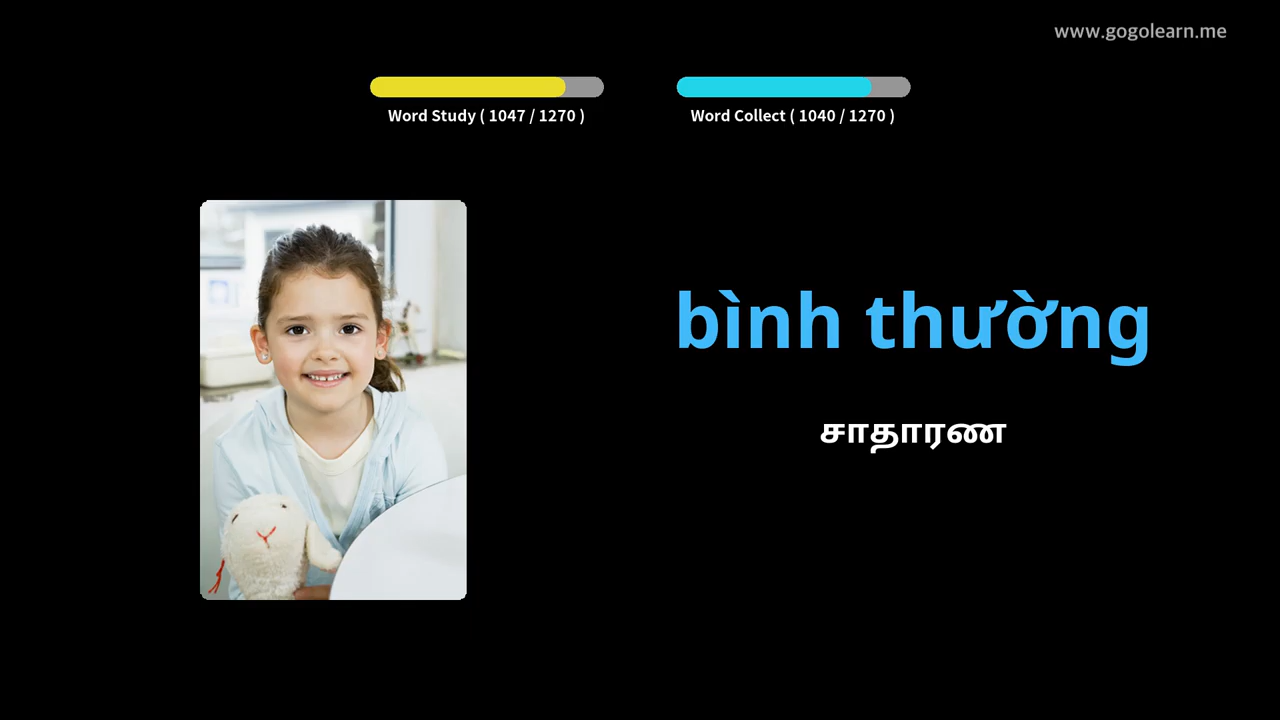 www.gogolearn.me
Word Study ( 1047 / 1270 )
Word Collect ( 1040 / 1270 )
bình thường
சாதாரண